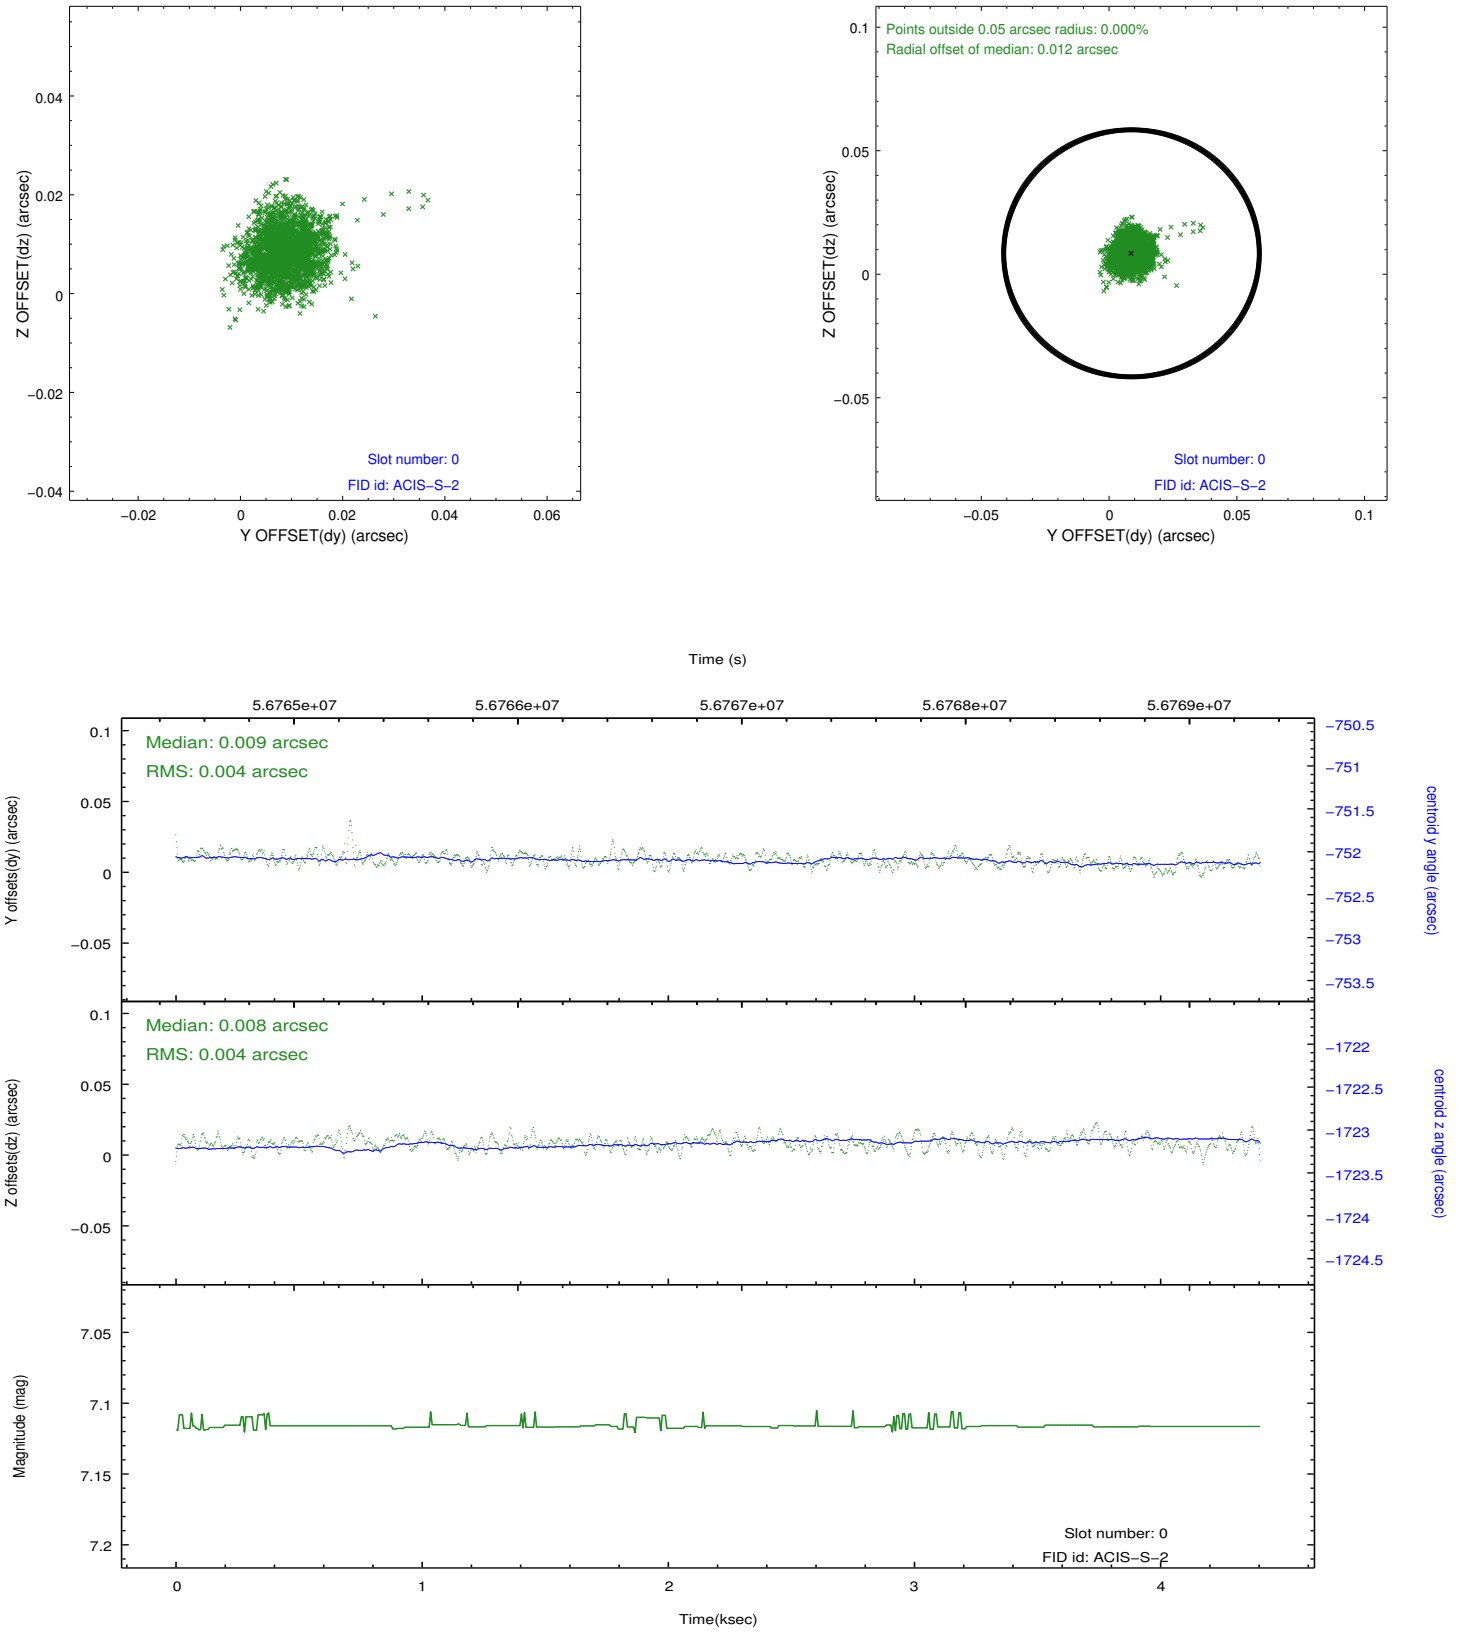 0.04
0.02
0
−0.02
−0.04
Z OFFSET(dz) (arcsec)
Slot number: 0
FID id: ACIS−S−2
−0.02 0 0.02 0.04 0.06
Y OFFSET(dy) (arcsec)
Points outside 0.05 arcsec radius: 0.000%
Radial offset of median: 0.012 arcsec
0.1
0.05
0
−0.05
Z OFFSET(dz) (arcsec)
Slot number: 0
FID id: ACIS−S−2
−0.05 0 0.05 0.1
Y OFFSET(dy) (arcsec)
Time (s)
5.6765e+07 5.6766e+07 5.6767e+07 5.6768e+07 5.6769e+07
Median: 0.009 arcsec
RMS: 0.004 arcsec
0.1
0.05
0
−0.05
Y offsets(dy) (arcsec)
−750.5
−751
−751.5
−752
−752.5
−753
−753.5
centroid y angle (arcsec)
Median: 0.008 arcsec
RMS: 0.004 arcsec
0.1
0.05
0
−0.05
Z offsets(dz) (arcsec)
−1722
−1722.5
−1723
−1723.5
−1724
−1724.5
centroid z angle (arcsec)
7.05
7.1
7.15
7.2
Magnitude (mag)
Slot number: 0
FID id: ACIS−S−2
0 1 2 3 4
Time(ksec)